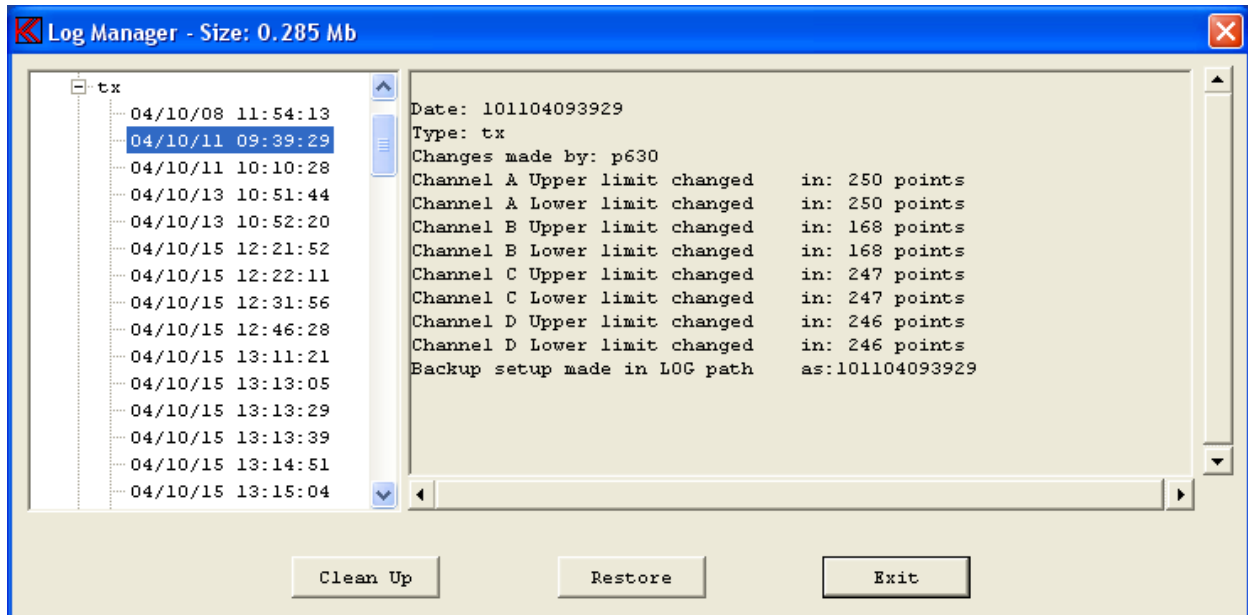 Log Manager - Size: 0.285 Mb
tx
04/10/08 11:54:13
04/10/11 09:39:29
04/10/11 10:10:28
04/10/13 10:51:44
04/10/13 10:52:20
04/10/15 12:21:52
04/10/15 12:22:11
04/10/15 12:31:56
04/10/15 12:46:28
04/10/15 13:11:21
04/10/15 13:13:05
04/10/15 13:13:29
04/10/15 13:13:39
04/10/15 13:14:51
04/10/15 13:15:04
Date: 101104093929
Type: tx
Changes made by: p630
Channel A Upper limit changed in: 250 points
Channel A Lower limit changed in: 250 points
Channel B Upper limit changed in: 168 points
Channel B Lower limit changed in: 168 points
Channel C Upper limit changed in: 247 points
Channel C Lower limit changed in: 247 points
Channel D Upper limit changed in: 246 points
Channel D Lower limit changed in: 246 points
Backup setup made in LOG path as:101104093929
Clean Up Restore Exit